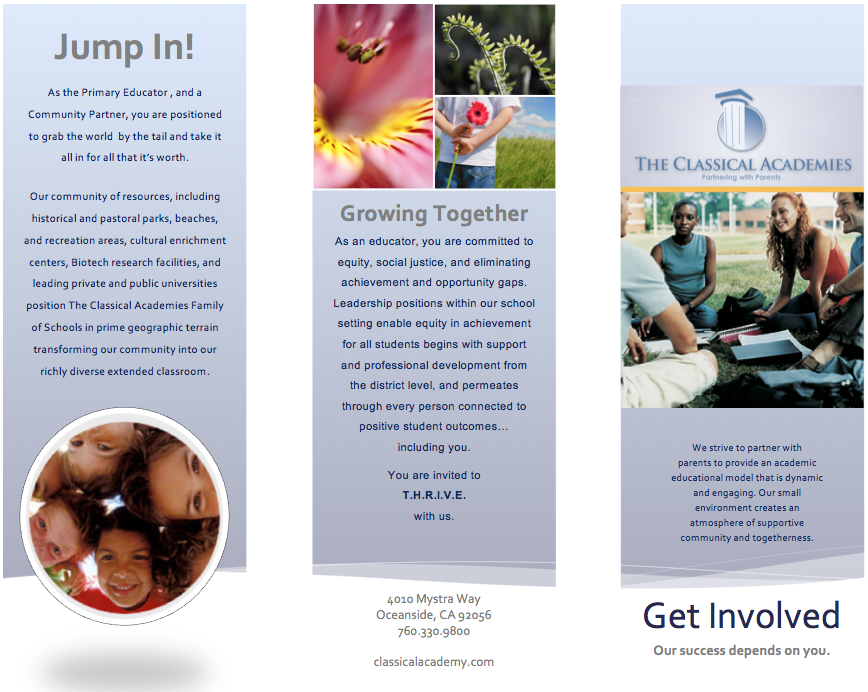 Jump In!
As the Primary Educator , and a
Community Partner, you are positioned
to grab the world by the tail and take it
all in for all that it's worth.
Our community of resources, including
historical and pastoral parks, beaches,
and recreation areas, cultural enrichment
centers, Biotech research facilities, and
leading private and public universities
position The Classical Academies Family
of Schools in prime geographic terrain
transforming our community into our
richly diverse extended classroom.
Growing Together
As an educator, you are committed to
equity, social justice, and eliminating
achievement and opportunity gaps.
Leadership positions within our school
setting enable equity in achievement
for all students begins with support
and professional development from
the district level, and permeates
through every person connected to
positive student outcomes…
including you.
You are invited to
T.H.R.I.V.E.
with us.
4010 Mystra Way
Oceanside, CA 92056
760.330.9800
classicalacademy.com
THE CLASSICAL ACADEMIES
Partnering with Parents
We strive to partner with
parents to provide an academic
educational model that is dynamic
and engaging. Our small
environment creates an
atmosphere of supportive
community and togetherness.
Get Involved
Our success depends on you.